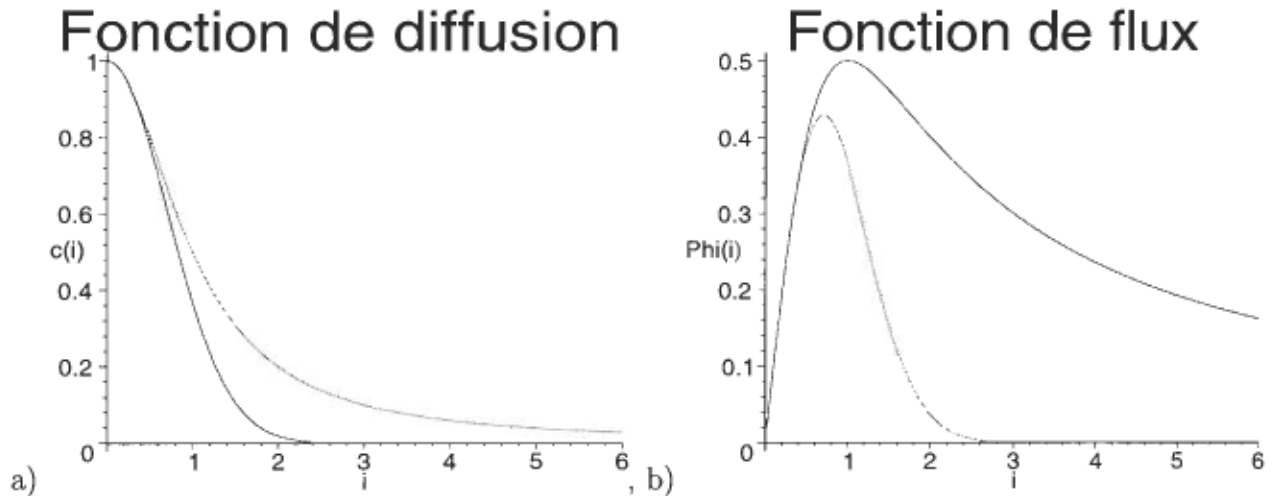 Fonction de diffusion
1
0.8
0.6
c(i)
0.4
0.2
0
1 2 3 4 5 6
i
a)
Fonction de flux
0.5
0.4
0.3
Phi(i)
0.2
0.1
0
1 2 3 4 5 6
i
, b)